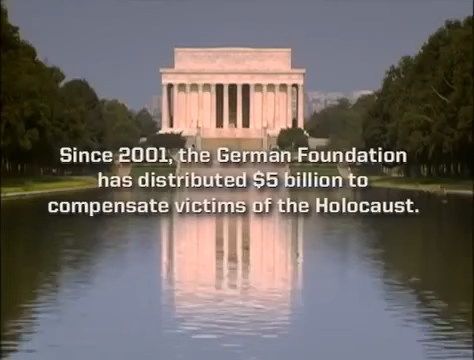 Since 2001, the German Foundation
has distributed $5 billion to
compensate victims of the Holocaust.